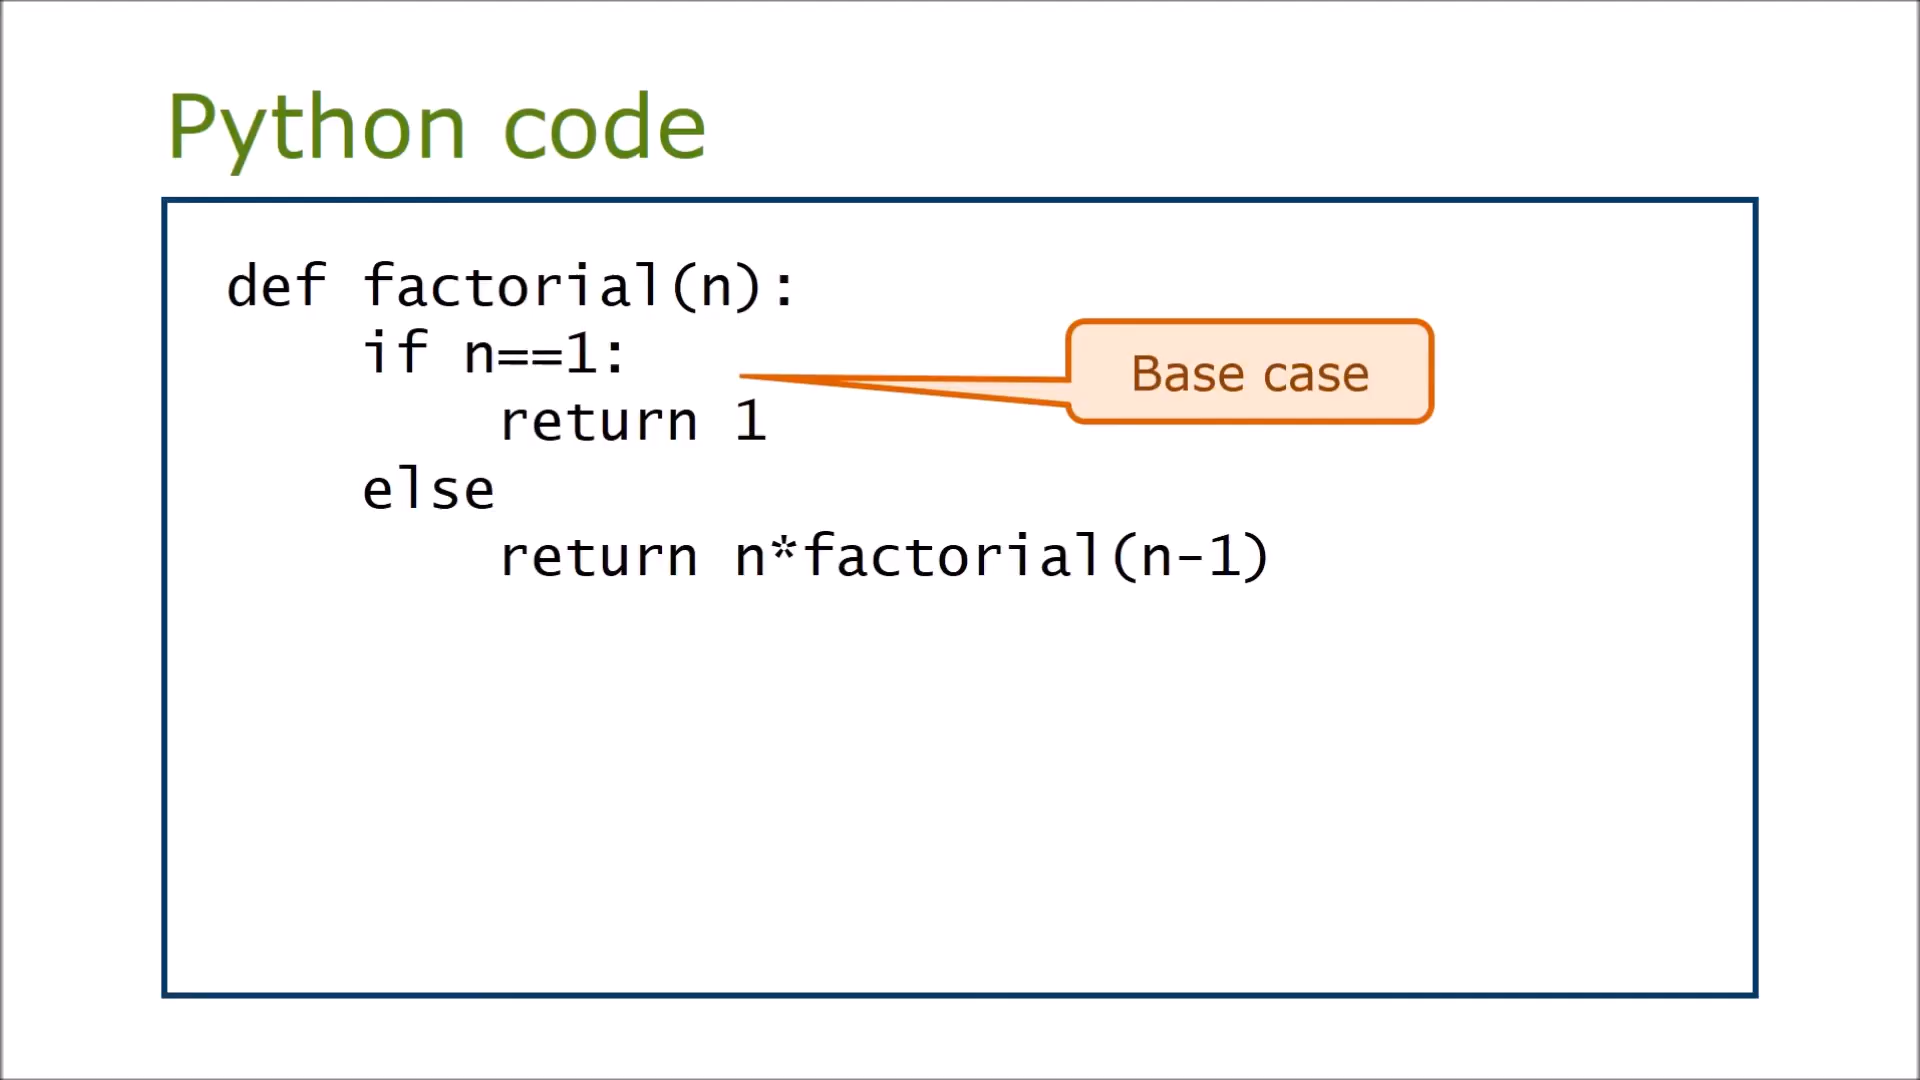 Python code
def factorial(n):
    if n==1:
Base case
        return 1
    else
        return n*factorial(n-1)